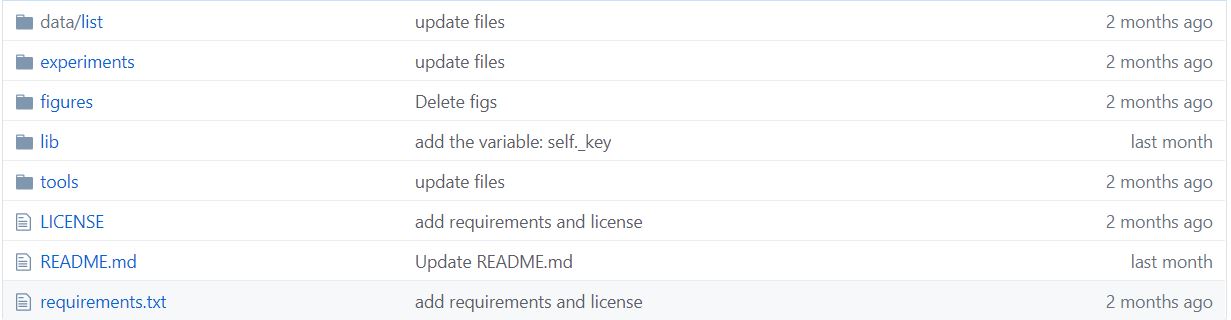 data/list update files 2 months ago
experiments update files 2 months ago
figures Delete figs 2 months ago
lib add the variable: self._key last month
tools update files 2 months ago
LICENSE add requirements and license 2 months ago
README.md Update README.md last month
requirements.txt add requirements and license 2 months ago